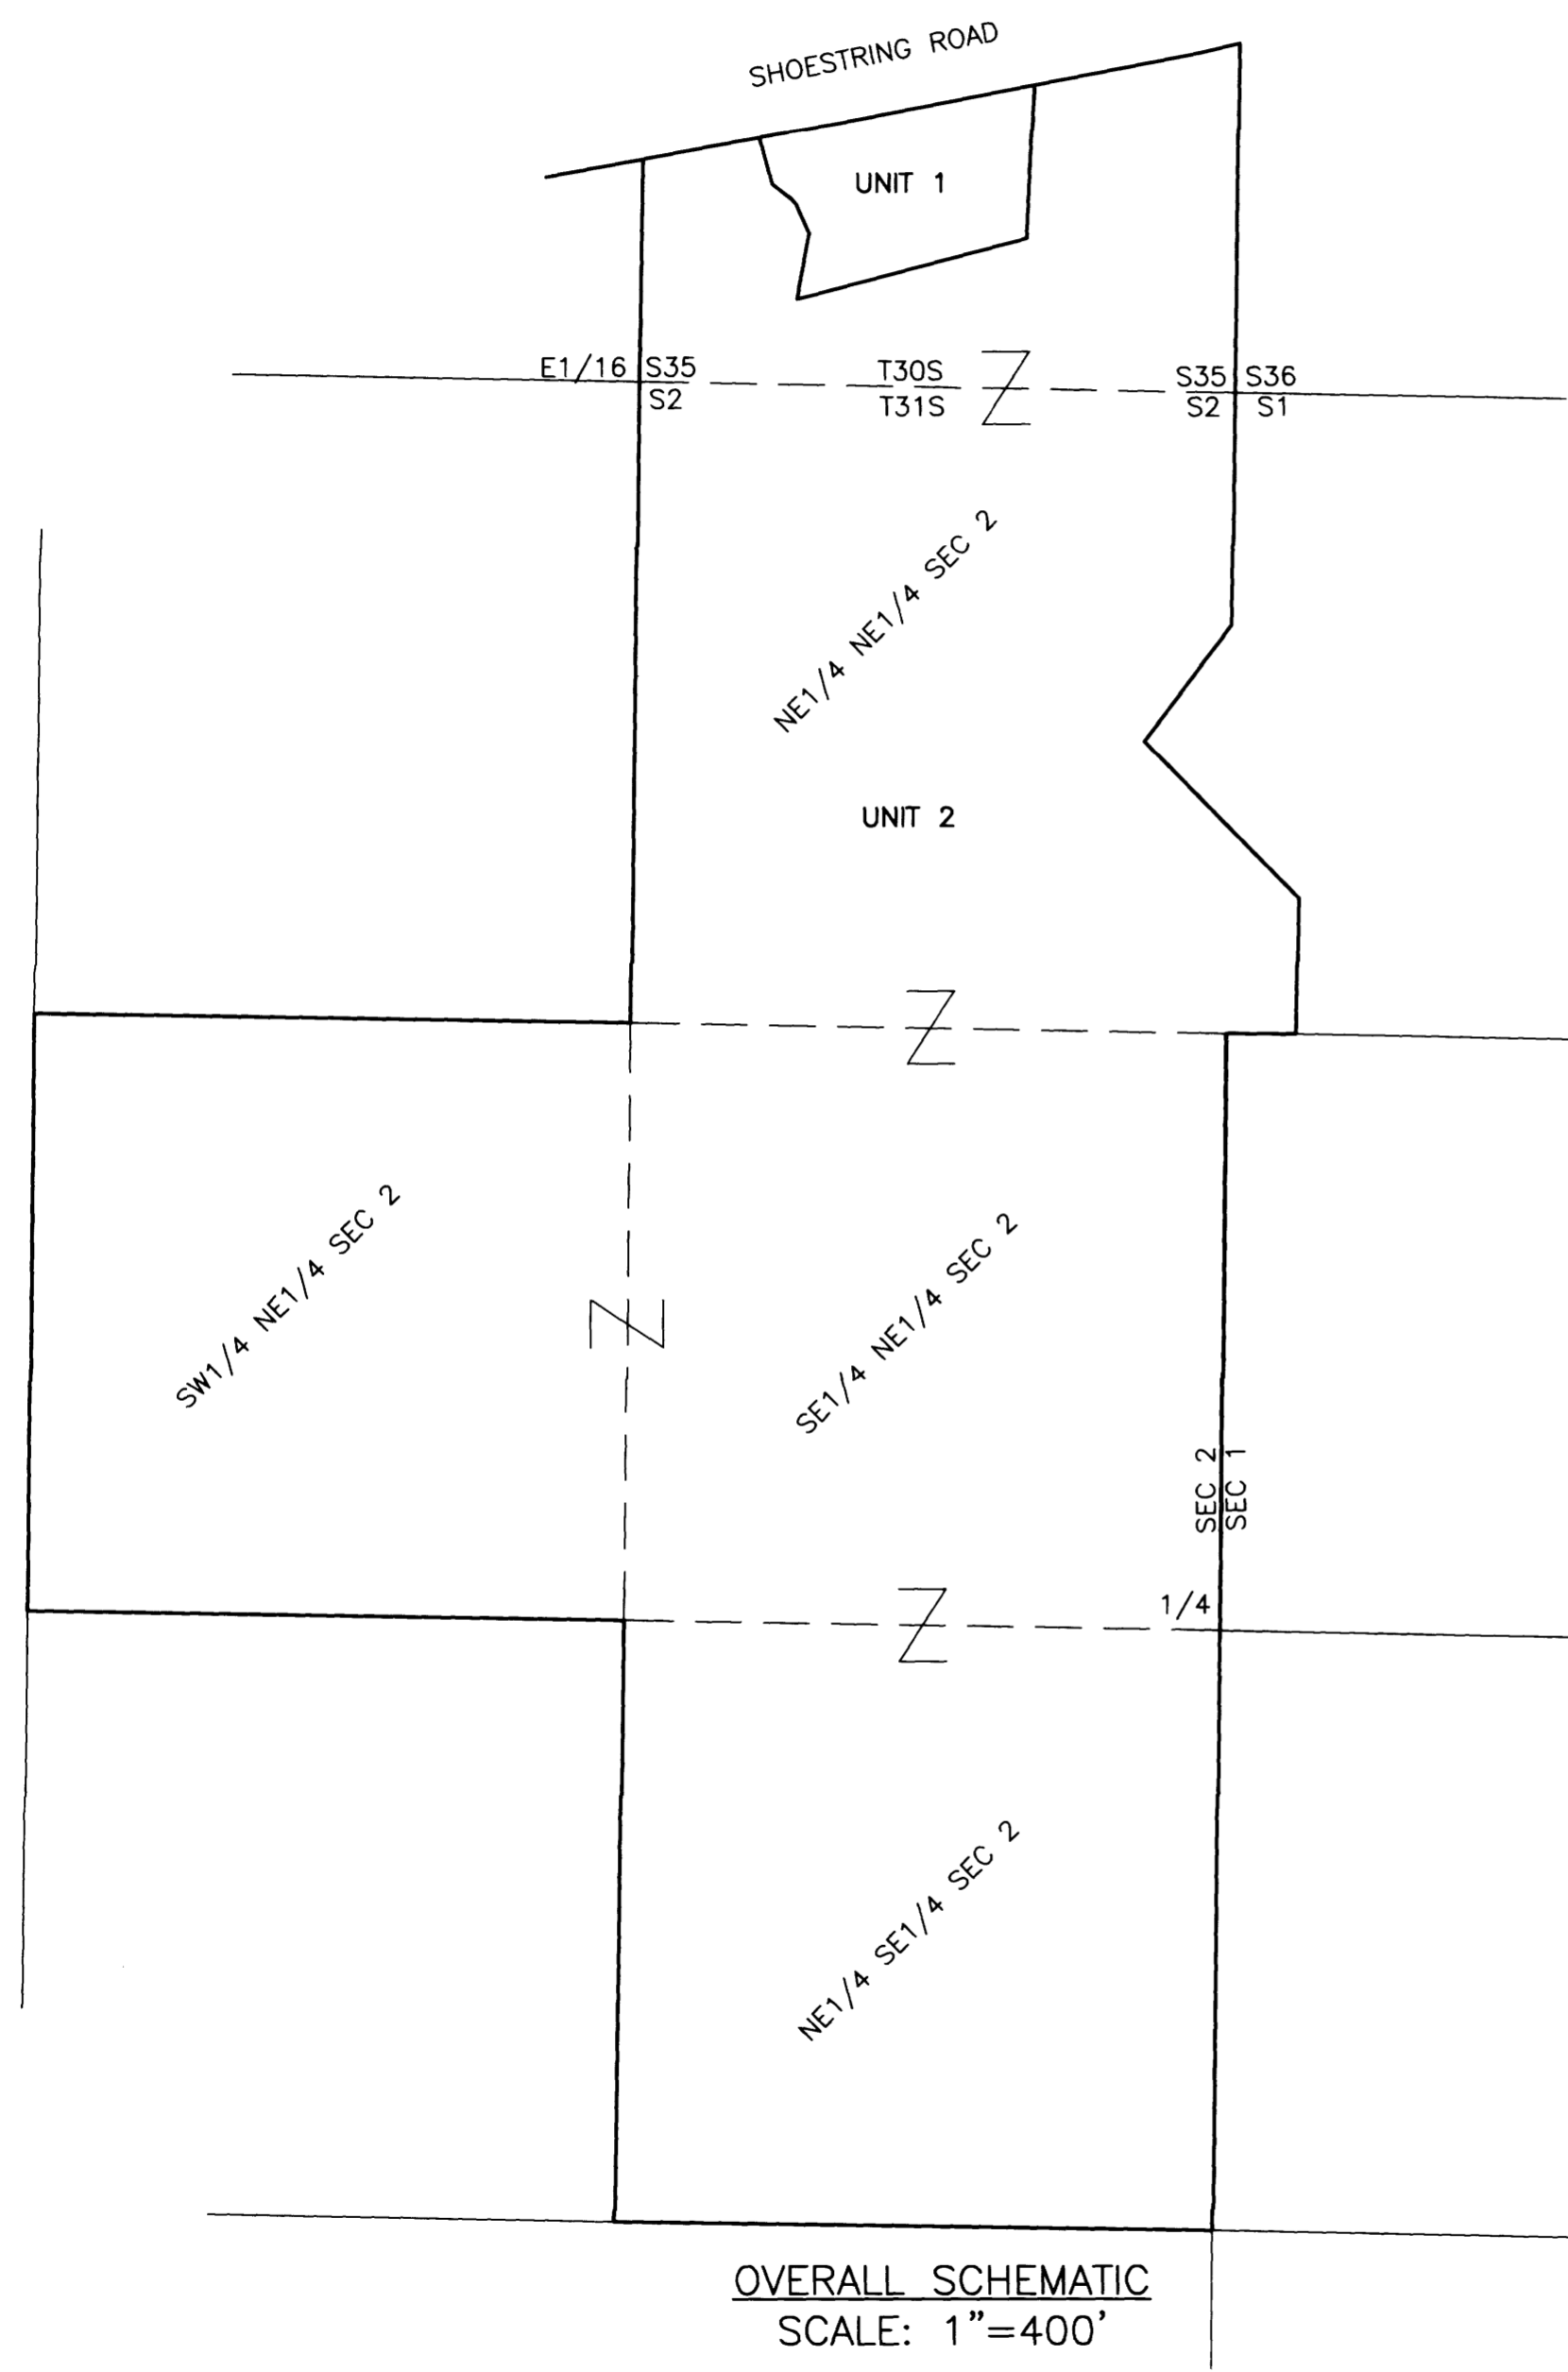 SHOESTRING ROAD
UNIT 1
E1/16 S35
S2
T30S
T31S
S35 S36
S2 S1
NE1/4 NE1/4 SEC 2
UNIT 2
SW1/4 NE1/4 SEC 2
SE1/4 NE1/4 SEC 2
SEC 2
SEC 1
1/4
NE1/4 SE1/4 SEC 2
OVERALL SCHEMATIC
SCALE: 1"=400'